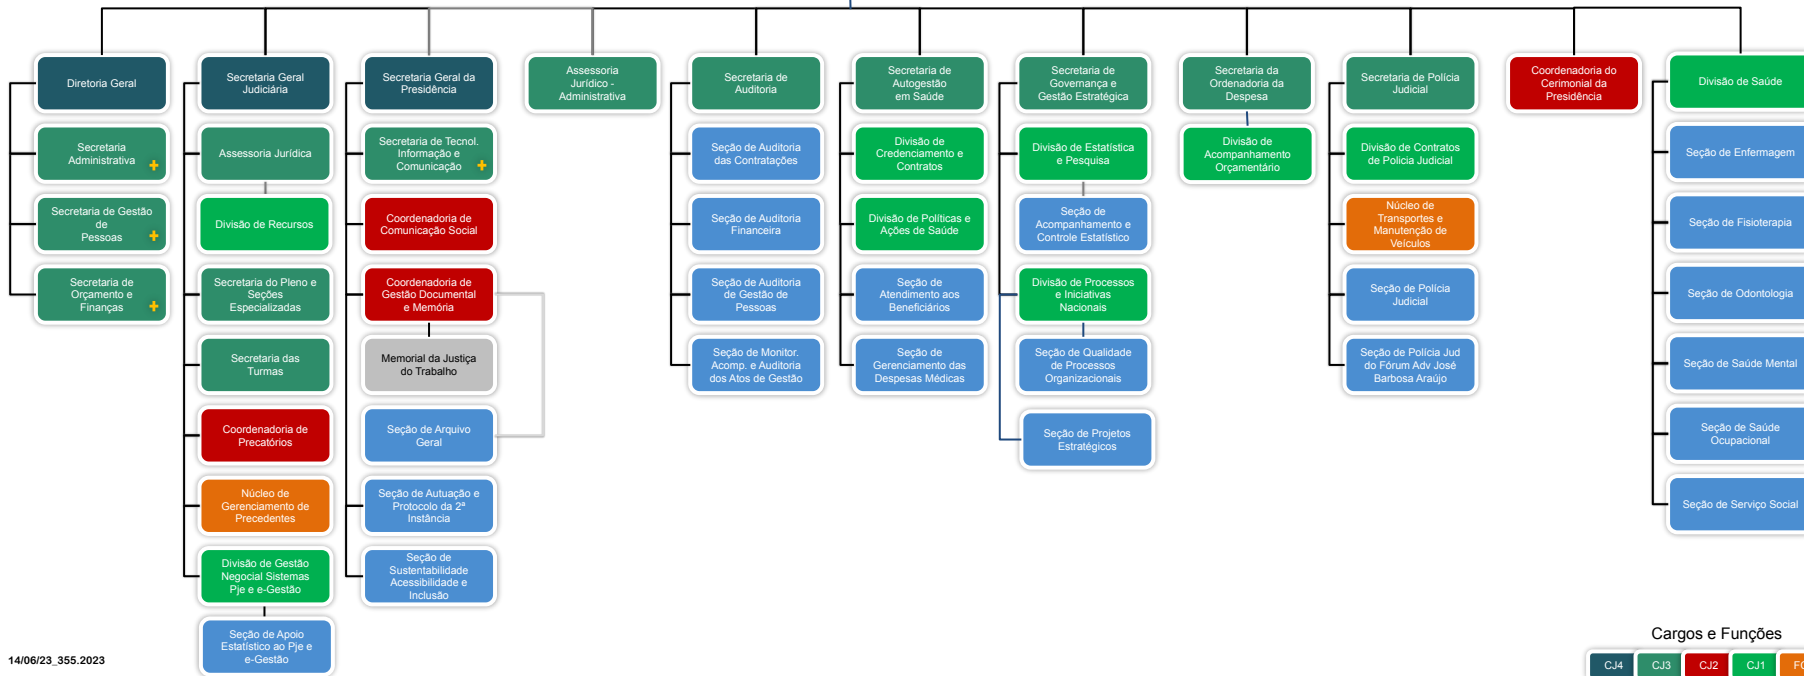 Diretoria Geral
Secretaria
Administrativa
+
Secretaria de Gestão
de
Pessoas
+
Secretaria de
Orçamento e
Finanças
+
Secretaria Geral
Judiciária
Assessoria Jurídica
Divisão de Recursos
Secretaria do Pleno e
Seções
Especializadas
Secretaria das
Turmas
Coordenadoria de
Precatórios
Núcleo de
Gerenciamento de
Precedentes
Divisão de Gestão
Negocial Sistemas
Pje e e-Gestão
Seção de Apoio
Estatístico ao Pje e
e-Gestão
Secretaria Geral da
Presidência
Secretaria de Tecnol.
Informação e
Comunicação
+
Coordenadoria de
Comunicação Social
Coordenadoria de
Gestão Documental
e Memória
Memorial da Justiça
do Trabalho
Seção de Arquivo
Geral
Seção de Autuação e
Protocolo da 2ª
Instância
Seção de
Sustentabilidade
Acessibilidade e
Inclusão
Assessoria
Jurídico -
Administrativa
Secretaria de
Auditoria
Seção de Auditoria
das Contratações
Seção de Auditoria
Financeira
Seção de Auditoria
de Gestão de
Pessoas
Seção de Monitor.
Acomp. e Auditoria
dos Atos de Gestão
Secretaria de
Autogestão
em Saúde
Divisão de
Credenciamento e
Contratos
Divisão de Políticas e
Ações de Saúde
Seção de
Atendimento aos
Beneficiários
Seção de
Gerenciamento das
Despesas Médicas
Secretaria de
Governança e
Gestão Estratégica
Divisão de Estatística
e Pesquisa
Seção de
Acompanhamento e
Controle Estatístico
Divisão de Processos
e Iniciativas
Nacionais
Seção de Qualidade
de Processos
Organizacionais
Seção de Projetos
Estratégicos
Secretaria da
Ordenadoria da
Despesa
Divisão de
Acompanhamento
Orçamentário
Secretaria de Polícia
Judicial
Divisão de Contratos
de Policia Judicial
Núcleo de
Transportes e
Manutenção de
Veículos
Seção de Polícia
Judicial
Seção de Polícia Jud
do Fórum Adv José
Barbosa Araújo
Coordenadoria do
Cerimonial da
Presidência
Divisão de Saúde
Seção de Enfermagem
Seção de Fisioterapia
Seção de Odontologia
Seção de Saúde Mental
Seção de Saúde
Ocupacional
Seção de Serviço Social
14/06/23_355.2023
Cargos e Funções
CJ4 CJ3 CJ2 CJ1